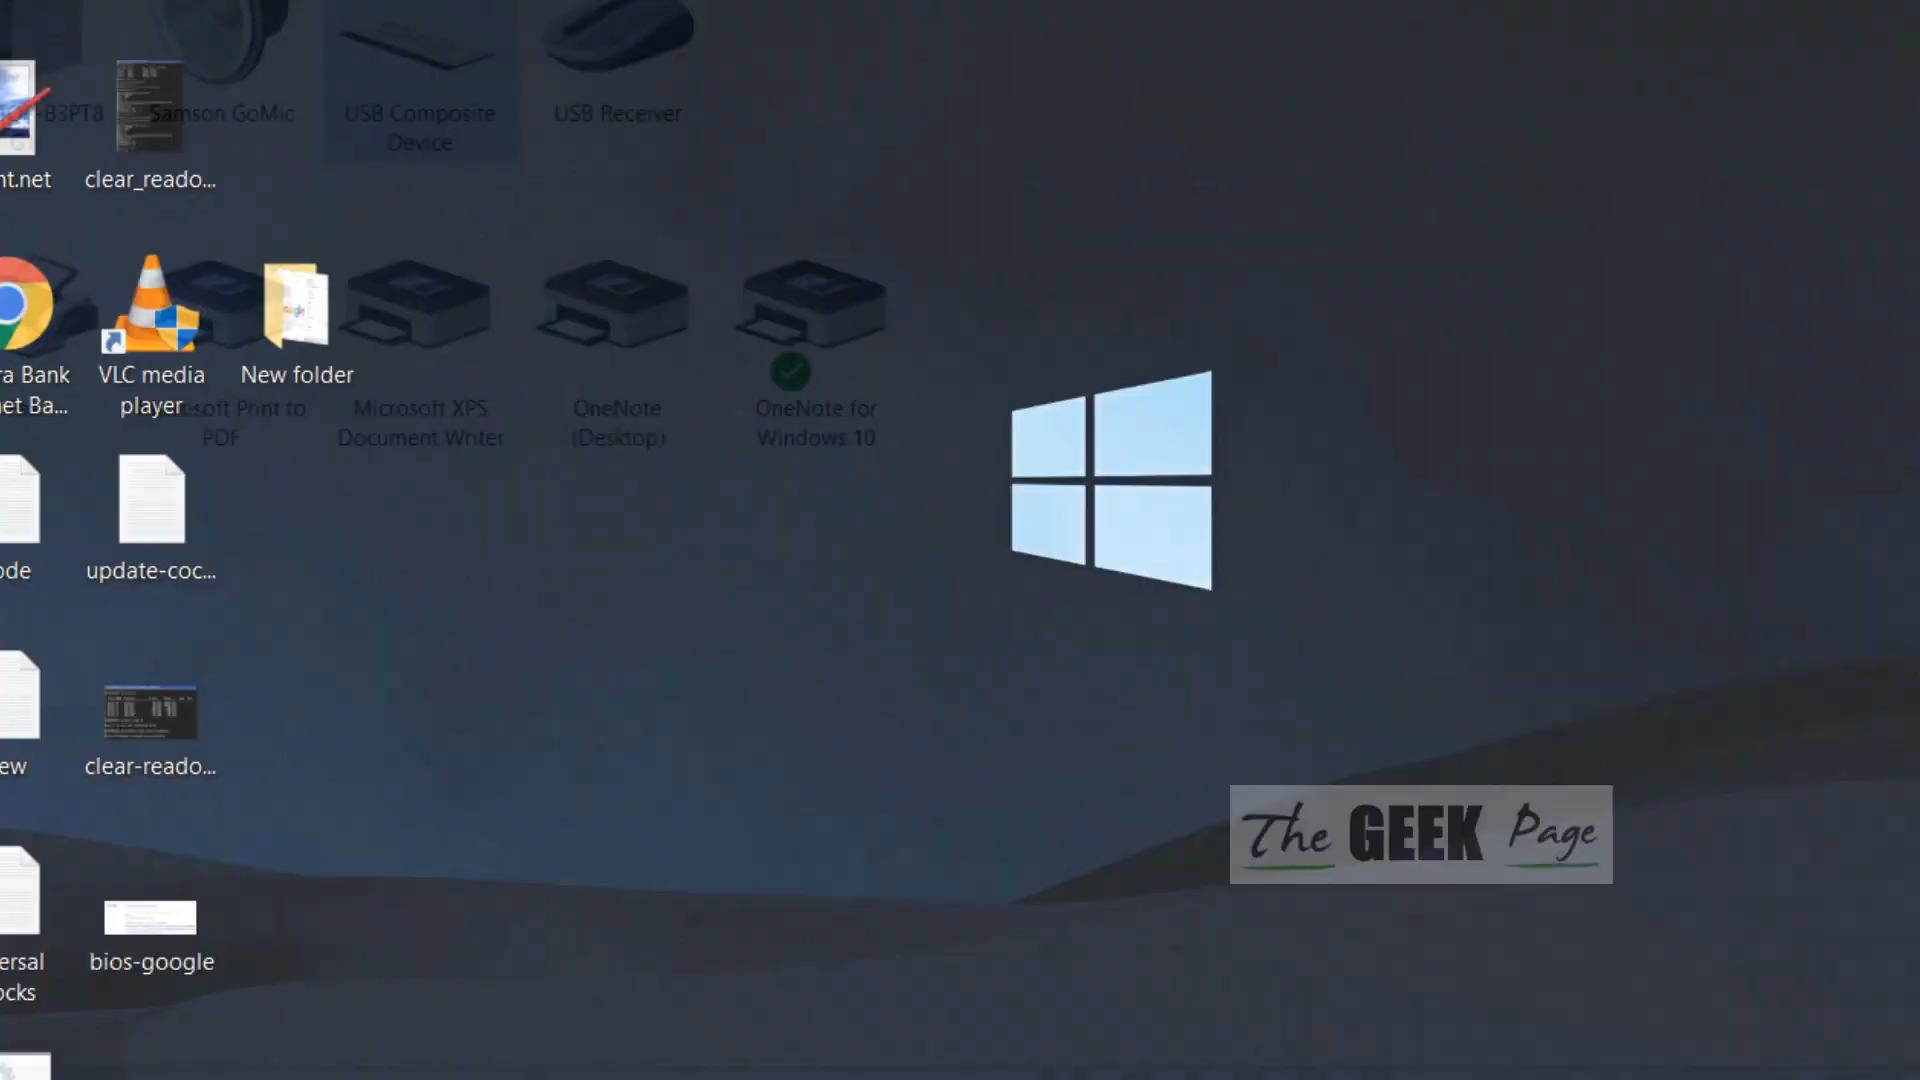 B3PT8
Samson GoMic
USB Composite
Device
USB Receiver
nt.net
clear_reado...
ra Bank
et Ba...
VLC media
player
New folder
osoft Print to
PDF
Microsoft XPS
Document Writer
OneNote
(Desktop)
OneNote for
Windows 10
ode
update-coc...
ew
clear-reado...
The GEEK Page
ersal
ocks
bios-google